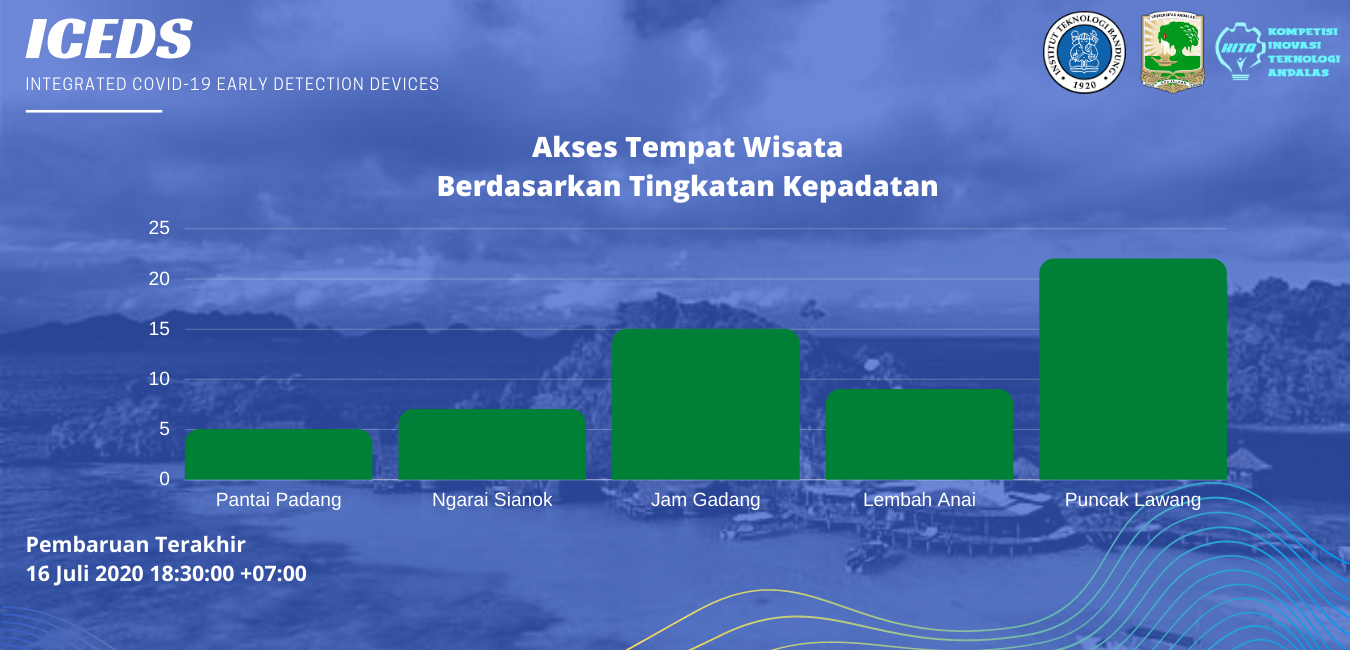 ICEDS
INTEGRATED COVID-19 EARLY DETECTION DEVICES
INSTITUT TEKNOLOGI BANDUNG
1920
UNIVERSITAS ANDALAS
HITA
KOMPETISI
INOVASI
TEKNOLOGI
ANDALAS
Akses Tempat Wisata
Berdasarkan Tingkatan Kepadatan
25
20
15
10
5
0
Pantai Padang
Ngarai Sianok
Jam Gadang
Lembah Anai
Puncak Lawang
Pembaruan Terakhir
16 Juli 2020 18:30:00 +07:00